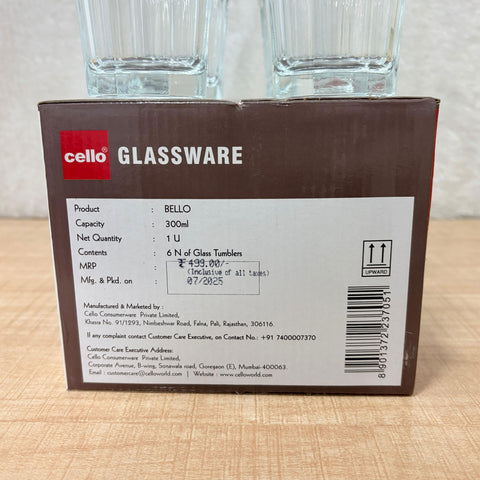 cello® GLASSWARE
Product : BELLO
Capacity : 300ml
Net Quantity : 1 U
Contents : 6 N of Glass Tumblers
MRP : ₹ 499.00/-
(Inclusive of all taxes)
Mfg. & Pkd. on : 07/2025
UPWARD
Manufactured & Marketed by :
Cello Consumerware Private Limited,
Khasra No. 91/1293, Nimbeshwar Road, Falna, Pali, Rajasthan, 306116.
If any complaint contact Customer Care Executive, on Contact No.: +91 7400007370
Customer Care Executive Address:
Cello Consumerware Private Limited,
Corporate Avenue, B-wing, Sonawala road, Goregaon (E), Mumbai-400063.
Email : customercare@celloworld.com | Website : www.celloworld.com
8 901372 237051